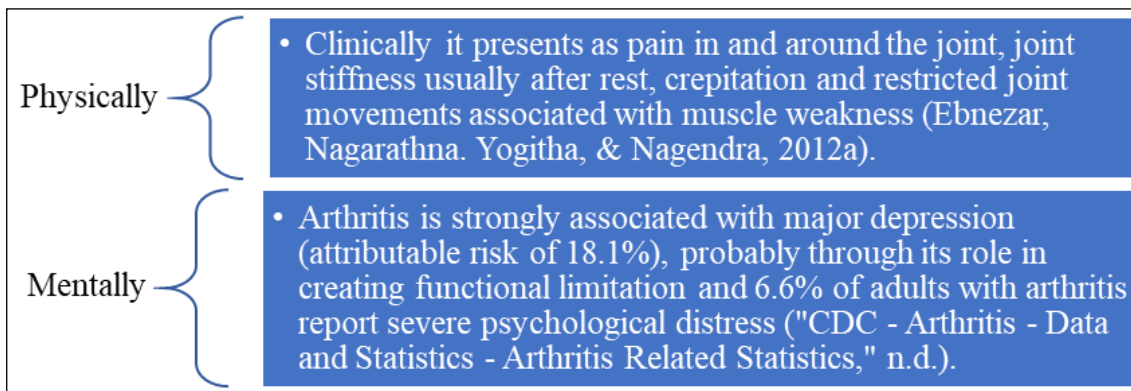 Physically
• Clinically it presents as pain in and around the joint, joint
stiffness usually after rest, crepitation and restricted joint
movements associated with muscle weakness (Ebnezar,
Nagarathna. Yogitha, & Nagendra, 2012a).
Mentally
• Arthritis is strongly associated with major depression
(attributable risk of 18.1%), probably through its role in
creating functional limitation and 6.6% of adults with arthritis
report severe psychological distress ("CDC - Arthritis - Data
and Statistics - Arthritis Related Statistics," n.d.).